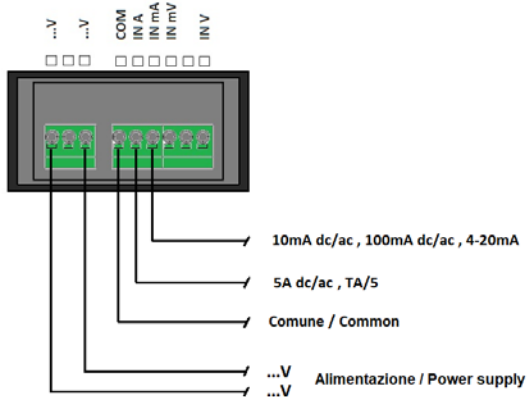 ...V
...V
COM
IN A
IN mA
IN mV
IN V
10mA dc/ac , 100mA dc/ac , 4-20mA
5A dc/ac , TA/5
Comune / Common
...V
...V
Alimentazione / Power supply